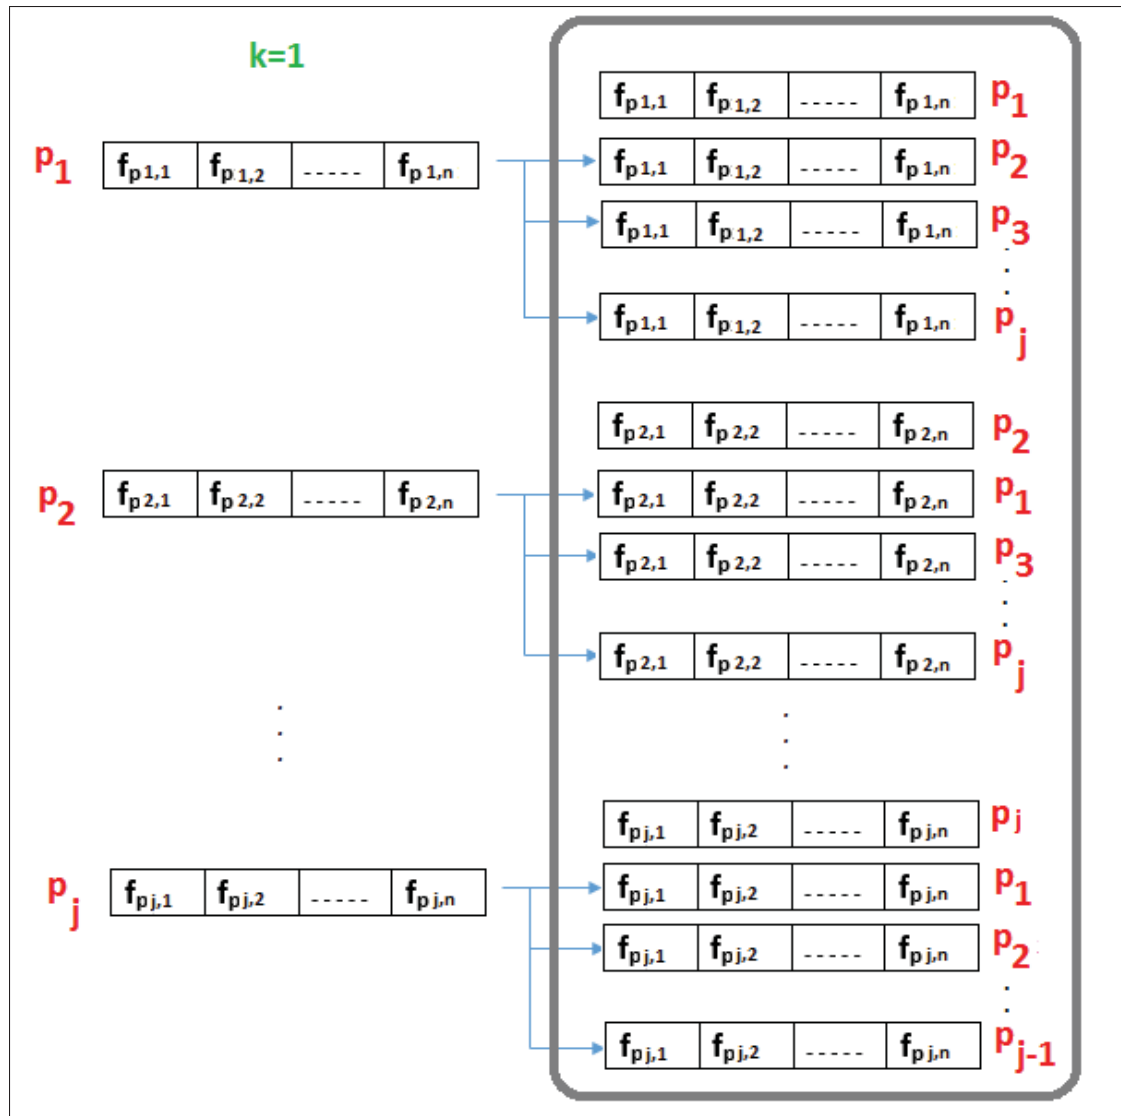 k=1
fp1,1 fp1,2 ----- fp1,n p1
p1 fp1,1 fp1,2 ----- fp1,n
fp1,1 fp1,2 ----- fp1,n p2
fp1,1 fp1,2 ----- fp1,n p3
fp1,1 fp1,2 ----- fp1,n pj
fp2,1 fp2,2 ----- fp2,n p2
p2 fp2,1 fp2,2 ----- fp2,n
fp2,1 fp2,2 ----- fp2,n p1
fp2,1 fp2,2 ----- fp2,n p3
fp2,1 fp2,2 ----- fp2,n pj
fpj,1 fpj,2 ----- fpj,n pj
pj fpj,1 fpj,2 ----- fpj,n
fpj,1 fpj,2 ----- fpj,n p1
fpj,1 fpj,2 ----- fpj,n p2
fpj,1 fpj,2 ----- fpj,n pj-1